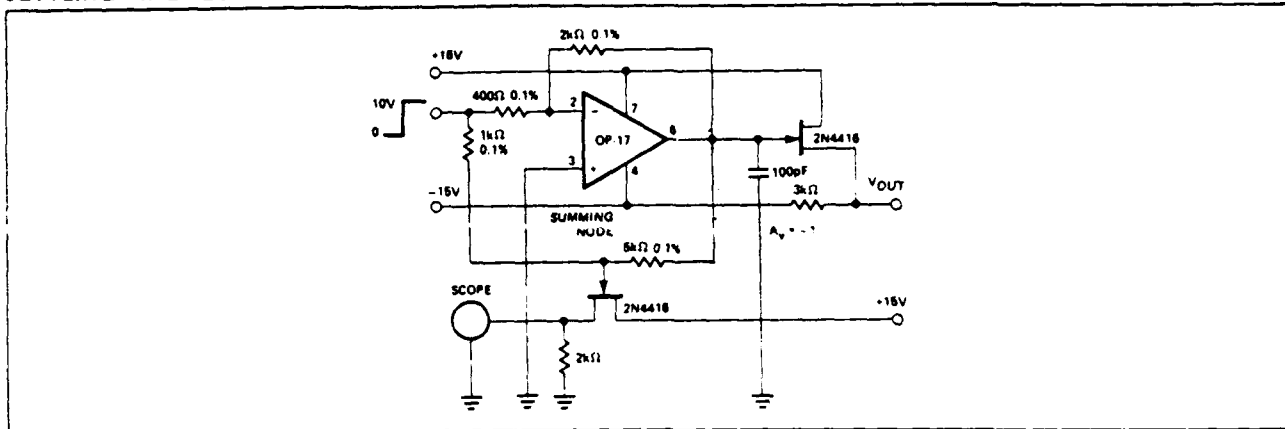 2kΩ 0.1%
+15V
10V
0
400Ω 0.1%
2
7
OP-17
6
3
4
1kΩ
0.1%
2N4416
100pF
-15V
3kΩ
VOUT
SUMMING
NODE
5kΩ 0.1%
SCOPE
2N4416
+15V
2kΩ